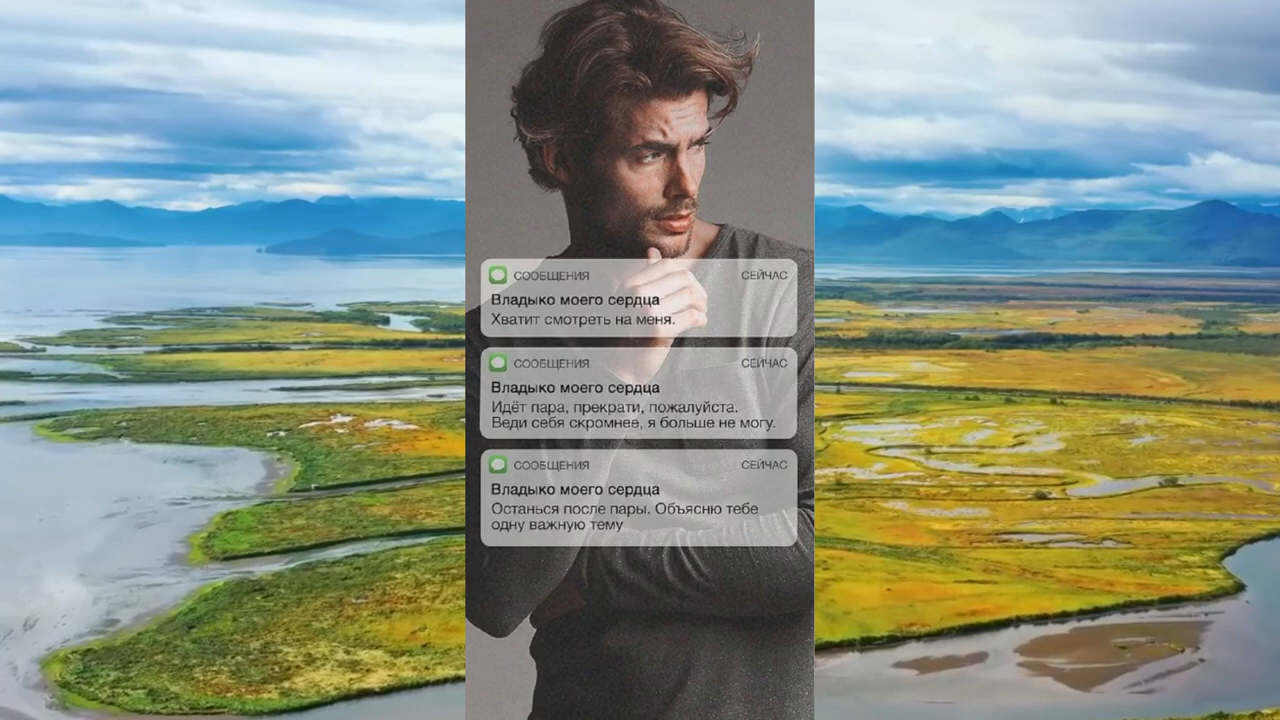 СООБЩЕНИЯ СЕЙЧАС
Владыко моего сердца
Хватит смотреть на меня.
СООБЩЕНИЯ СЕЙЧАС
Владыко моего сердца
Идёт пара, прекрати, пожалуйста.
Веди себя скромнее, я больше не могу.
СООБЩЕНИЯ СЕЙЧАС
Владыко моего сердца
Останься после пары. Объясню тебе
одну важную тему